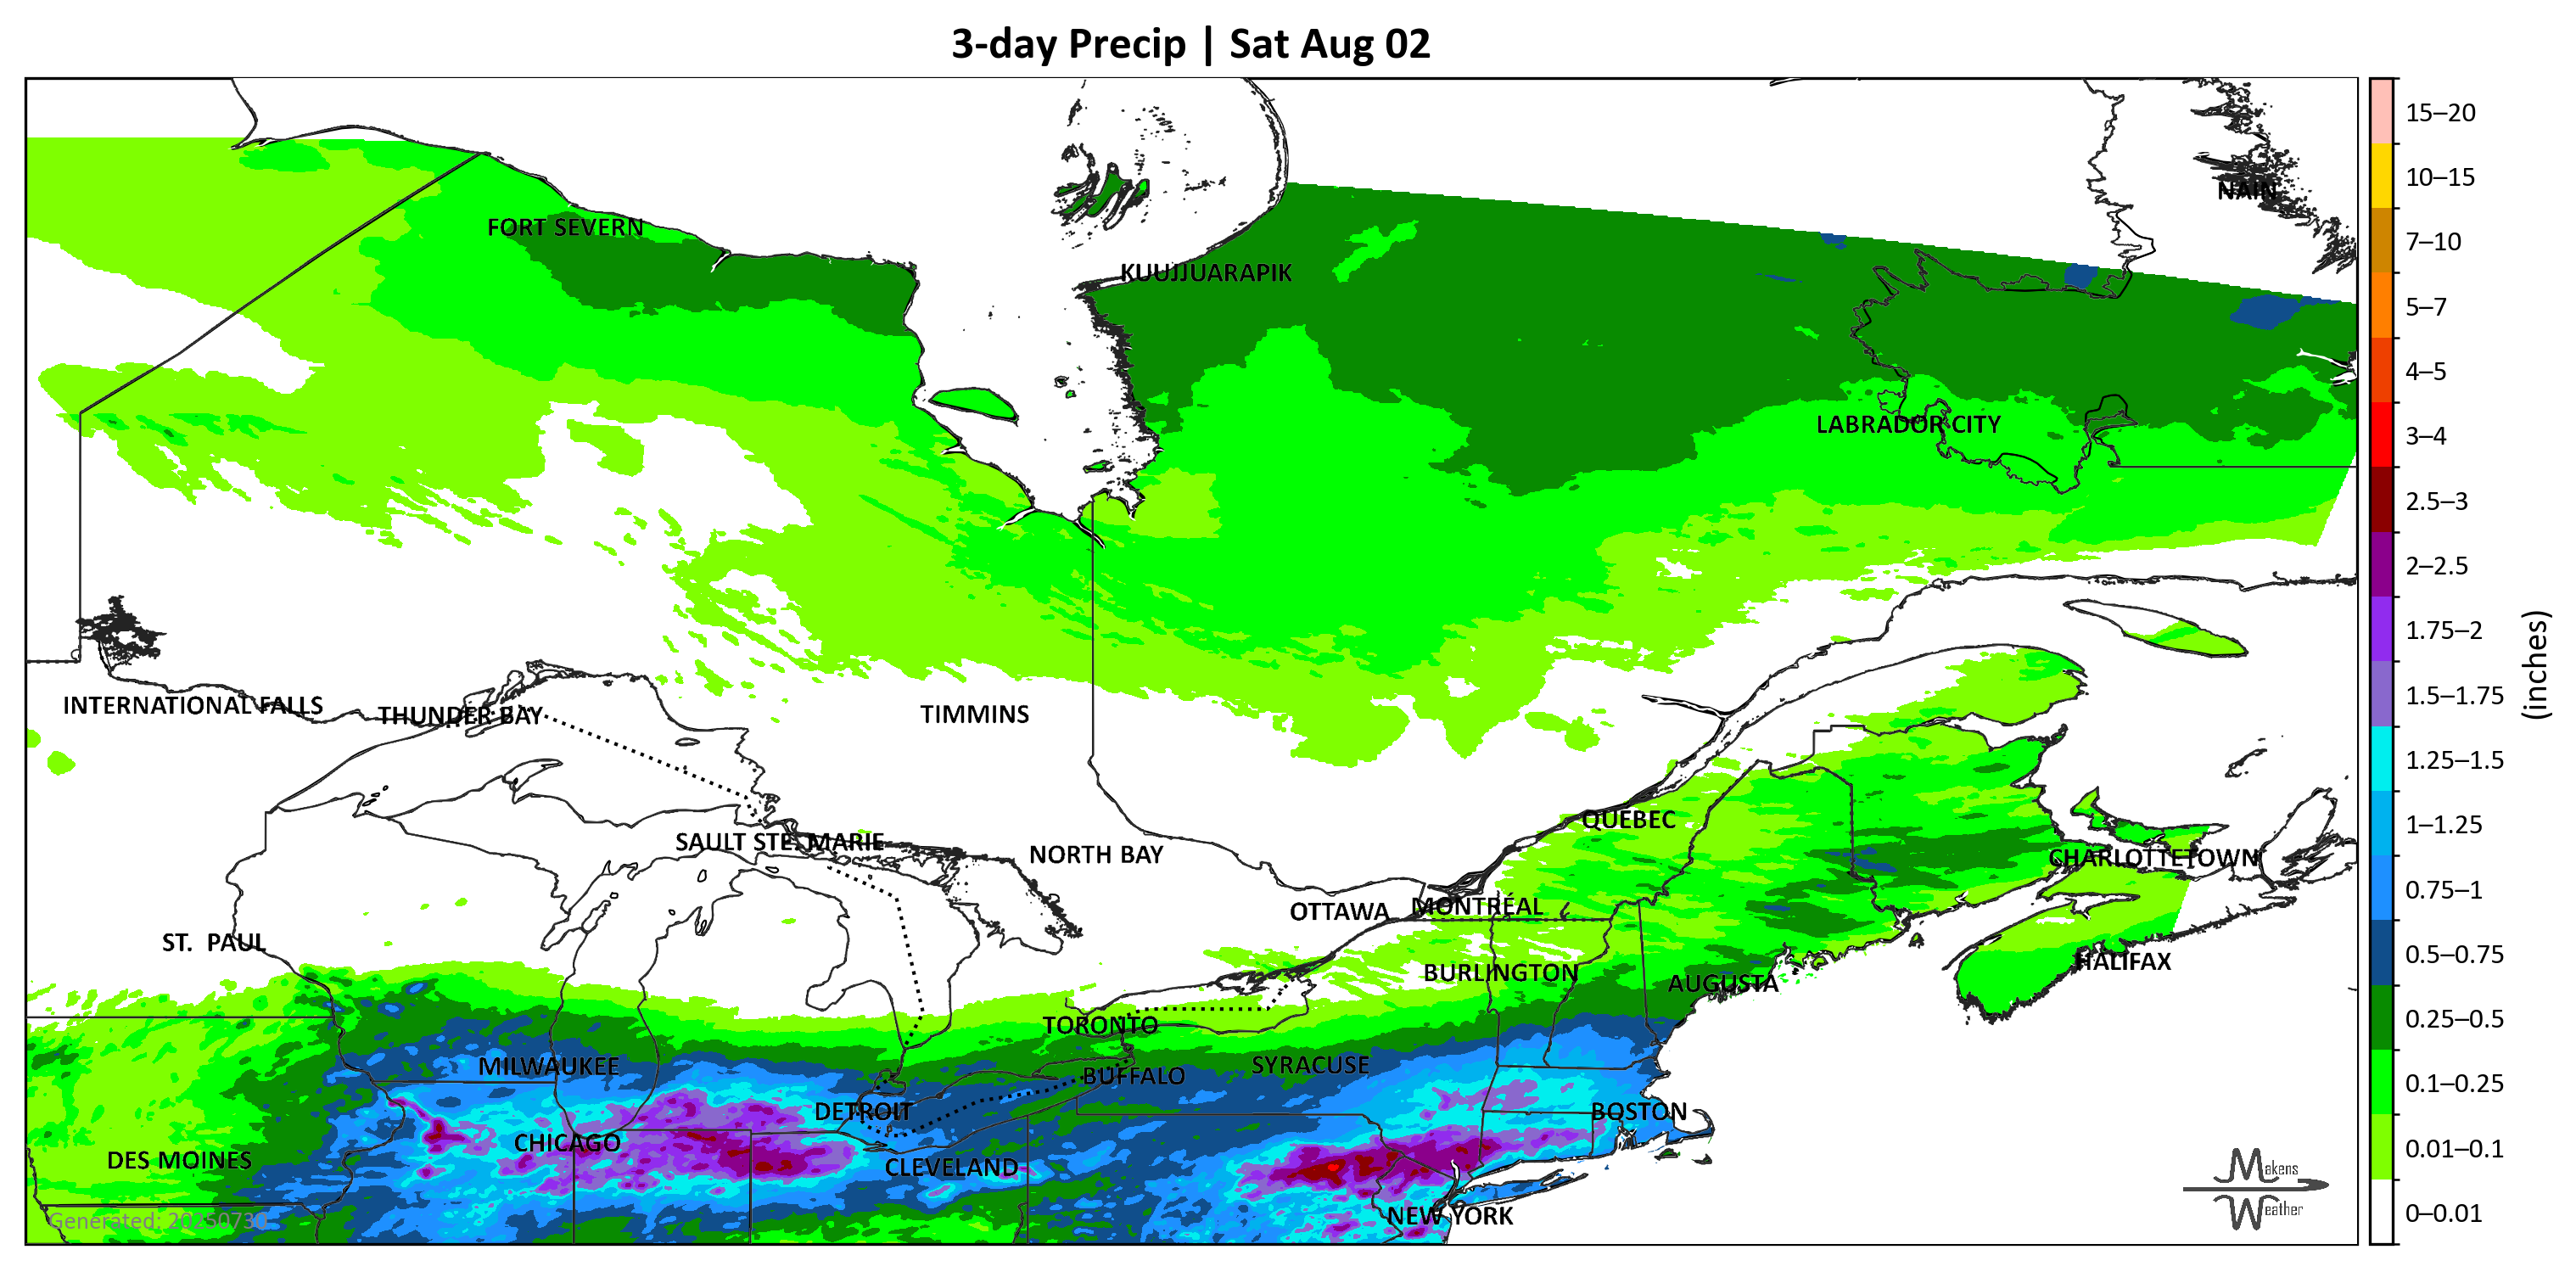 3-day Precip | Sat Aug 02
15–20
10–15
7–10
5–7
4–5
3–4
2.5–3
2–2.5
1.75–2
1.5–1.75
1.25–1.5
1–1.25
0.75–1
0.5–0.75
0.25–0.5
0.1–0.25
0.01–0.1
0–0.01
(inches)
NAIN
FORT SEVERN
KUUJJUARAPIK
LABRADOR CITY
INTERNATIONAL FALLS
THUNDER BAY
TIMMINS
QUEBEC
SAULT STE. MARIE
NORTH BAY
CHARLOTTETOWN
OTTAWA
MONTRÉAL
ST. PAUL
BURLINGTON
AUGUSTA
HALIFAX
TORONTO
MILWAUKEE
BUFFALO
SYRACUSE
DETROIT
BOSTON
CHICAGO
DES MOINES
CLEVELAND
NEW YORK
Generated: 20250730
Makens
Weather